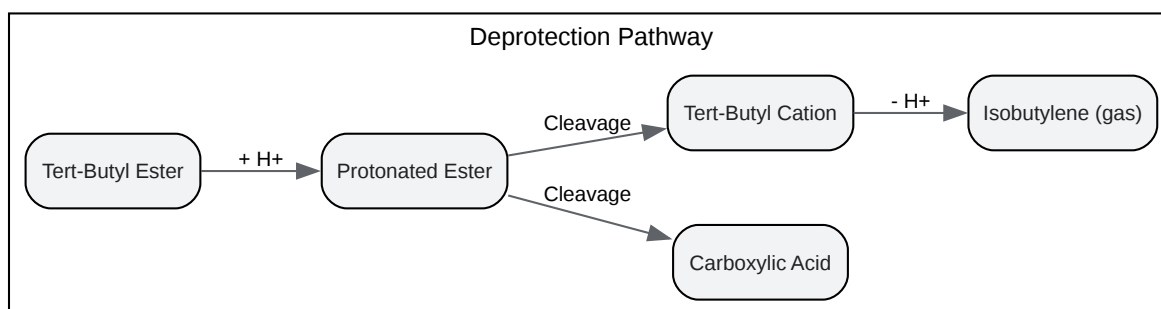 Deprotection Pathway
Tert-Butyl Ester
+ H+
Protonated Ester
Cleavage
Tert-Butyl Cation
- H+
Isobutylene (gas)
Cleavage
Carboxylic Acid